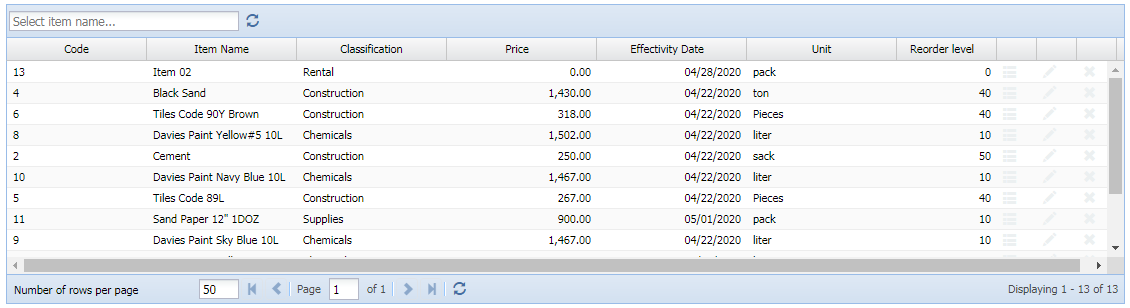 Select item name...
Code Item Name Classification Price Effectivity Date Unit Reorder level
13 Item 02 Rental 0.00 04/28/2020 pack 0
4 Black Sand Construction 1,430.00 04/22/2020 ton 40
6 Tiles Code 90Y Brown Construction 318.00 04/22/2020 Pieces 40
8 Davies Paint Yellow#5 10L Chemicals 1,502.00 04/22/2020 liter 10
2 Cement Construction 250.00 04/22/2020 sack 50
10 Davies Paint Navy Blue 10L Chemicals 1,467.00 04/22/2020 liter 10
5 Tiles Code 89L Construction 267.00 04/22/2020 Pieces 40
11 Sand Paper 12" 1DOZ Supplies 900.00 05/01/2020 pack 10
9 Davies Paint Sky Blue 10L Chemicals 1,467.00 04/22/2020 liter 10
Number of rows per page 50 Page 1 of 1 Displaying 1 - 13 of 13